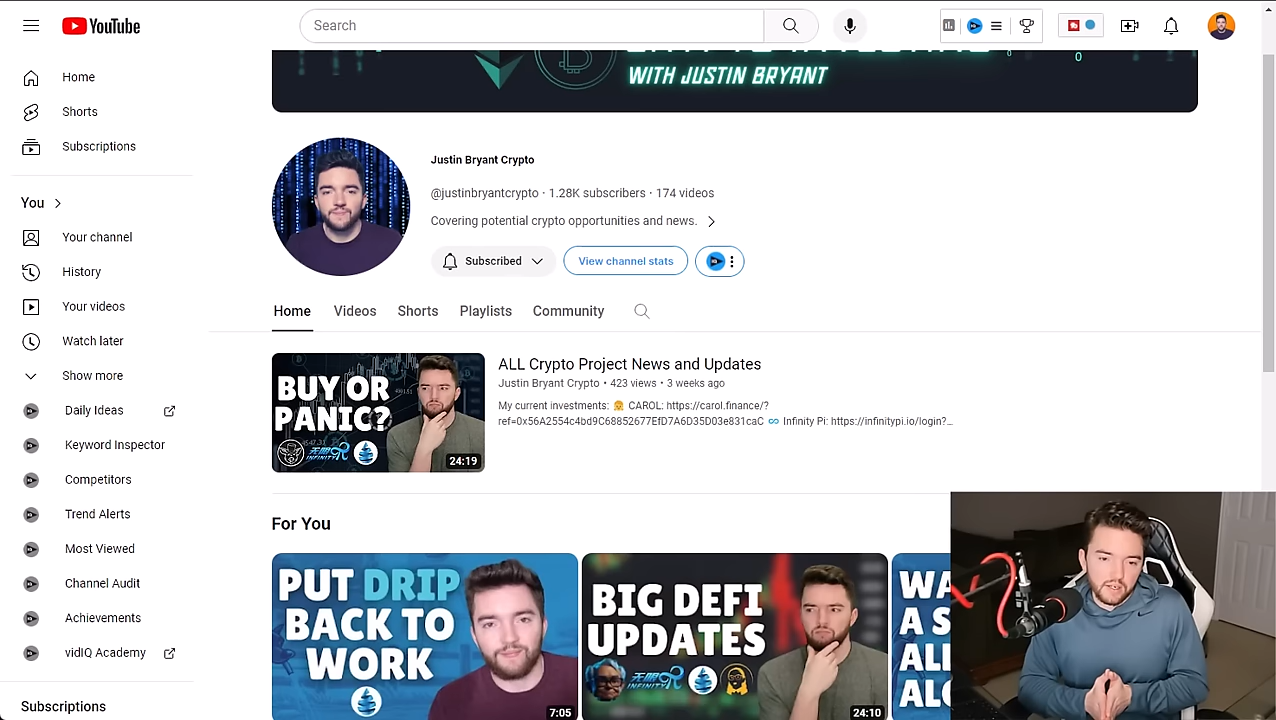 YouTube
Search
WITH JUSTIN BRYANT
0
0
Home
Shorts
Subscriptions
You
Your channel
History
Your videos
Watch later
Show more
Daily Ideas
Keyword Inspector
Competitors
Trend Alerts
Most Viewed
Channel Audit
Achievements
vidIQ Academy
Subscriptions
Justin Bryant Crypto
@justinbryantcrypto · 1.28K subscribers · 174 videos
Covering potential crypto opportunities and news.
Subscribed
View channel stats
Home Videos Shorts Playlists Community
BUY OR
PANIC?
24:19
ALL Crypto Project News and Updates
Justin Bryant Crypto • 423 views • 3 weeks ago
My current investments: 👩‍🦰 CAROL: https://carol.finance/?
ref=0x56A2554c4bd9C68852677EfD7A6D35D03e831caC ♾️ Infinity Pi: https://infinitypi.io/login?...
For You
PUT DRIP
BACK TO
WORK
7:05
BIG DEFI
UPDATES
24:10
WA
A S
ALL
ALO